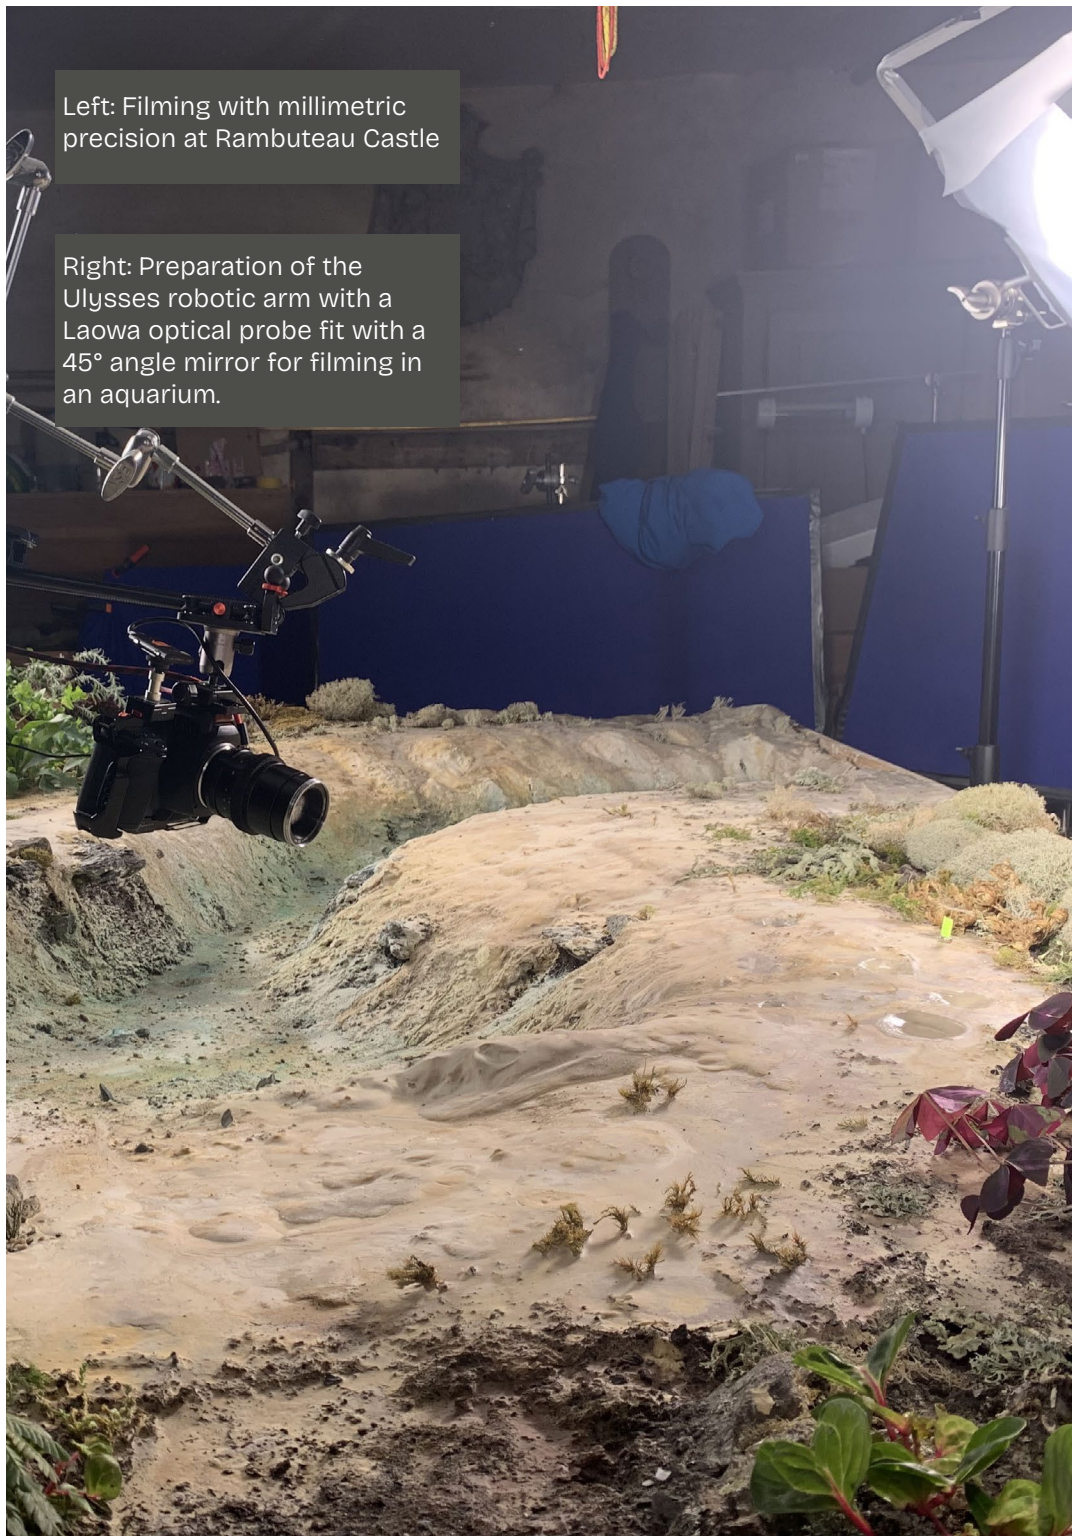 Left: Filming with millimetric
precision at Rambuteau Castle
Right: Preparation of the
Ulysses robotic arm with a
Laowa optical probe fit with a
45° angle mirror for filming in
an aquarium.